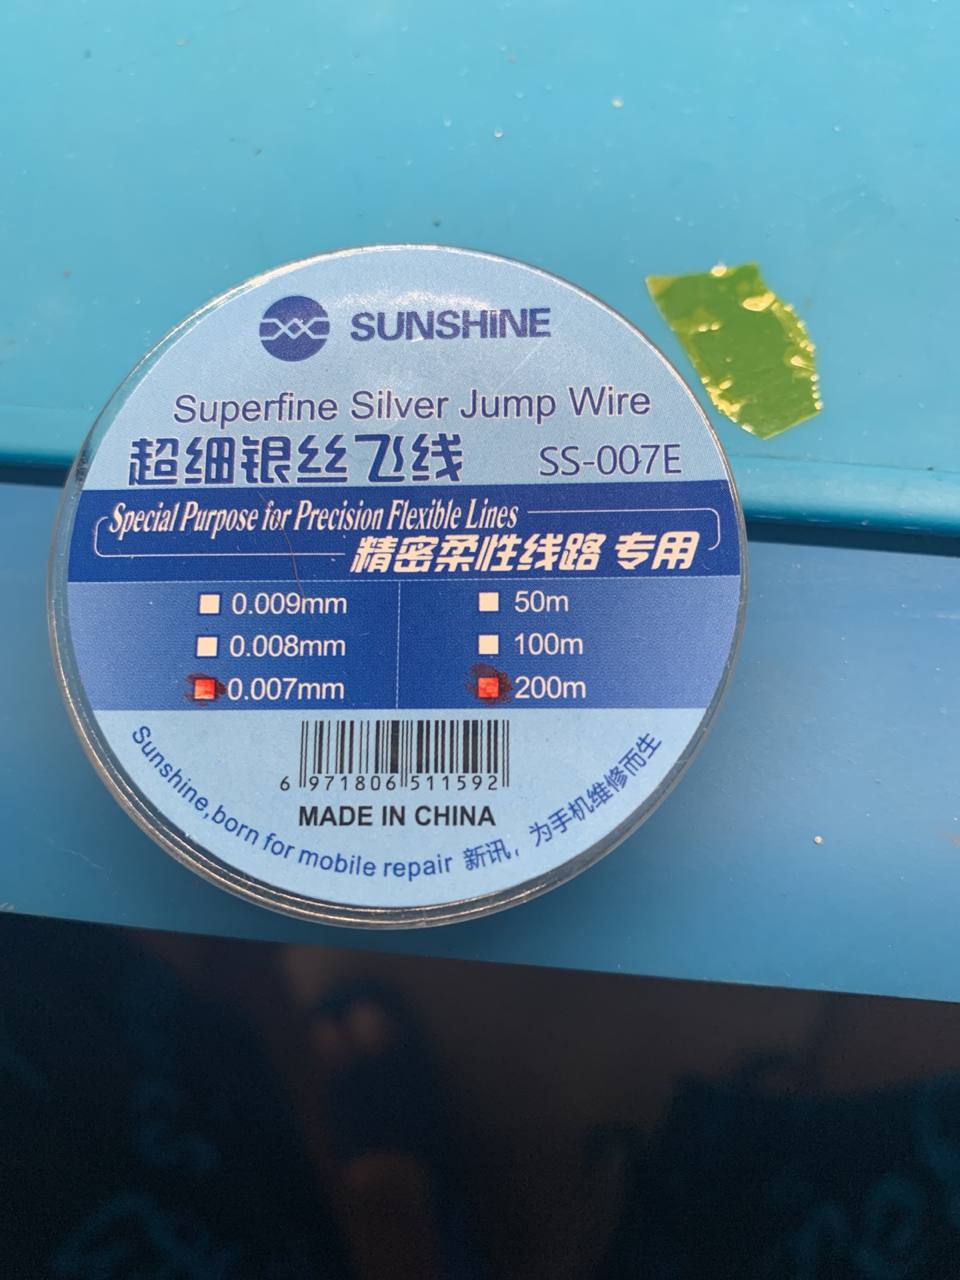 SUNSHINE
Superfine Silver Jump Wire
超细银丝飞线 SS-007E
Special Purpose for Precision Flexible Lines
精密柔性线路 专用
0.009mm 50m
0.008mm 100m
0.007mm 200m
6 971806 511592
MADE IN CHINA
Sunshine,born for mobile repair 新讯，为手机维修而生